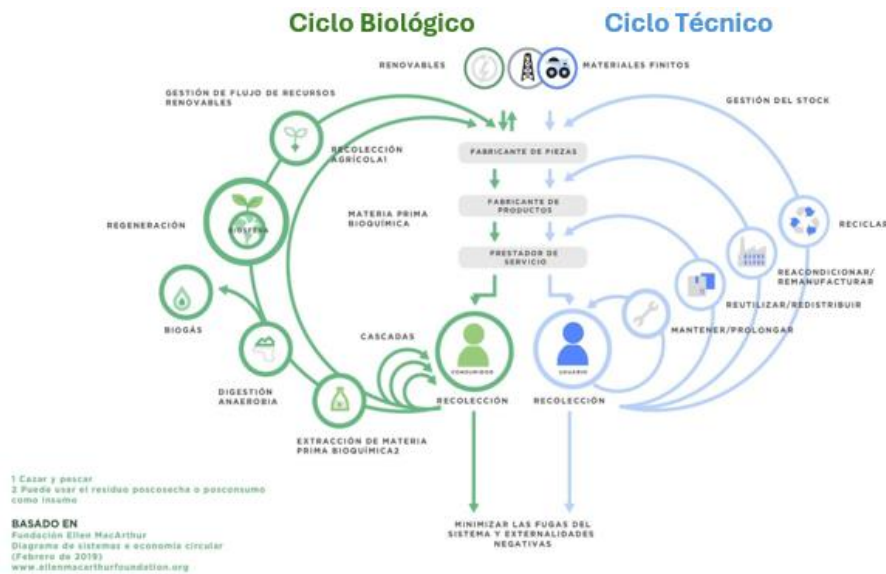 Ciclo Biológico
Ciclo Técnico
RENOVABLES
MATERIALES FINITOS
GESTIÓN DE FLUJO DE RECURSOS
RENOVABLES
GESTIÓN DEL STOCK
RECOLECCIÓN
AGRÍCOLA1
FABRICANTE DE PIEZAS
REGENERACIÓN
BIOSFERA
MATERIA PRIMA
BIOQUÍMICA
FABRICANTE DE
PRODUCTOS
RECICLAR
PRESTADOR DE
SERVICIO
REACONDICIONAR/
REMANUFACTURAR
REUTILIZAR/REDISTRIBUIR
MANTENER/PROLONGAR
BIOGÁS
CASCADAS
CONSUMIDOR
USUARIO
DIGESTIÓN
ANAEROBIA
RECOLECCIÓN
RECOLECCIÓN
EXTRACCIÓN DE MATERIA
PRIMA BIOQUÍMICA2
1 Cazar y pescar
2 Puede usar el residuo poscosecha o posconsumo
como insumo
MINIMIZAR LAS FUGAS DEL
SISTEMA Y EXTERNALIDADES
NEGATIVAS
BASADO EN
Fundación Ellen MacArthur
Diagrama de sistemas e economía circular
(Febrero de 2019)
www.ellenmacarthurfoundation.org